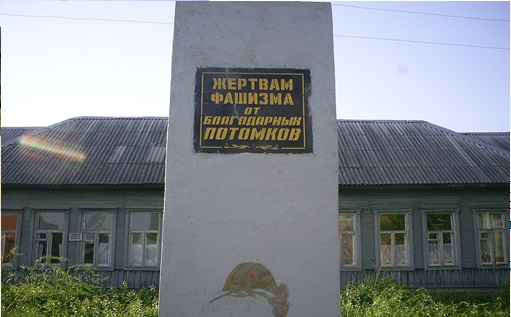 ЖЕРТВАМ
ФАШИЗМА
ОТ
БЛАГОДАРНЫХ
ПОТОМКОВ